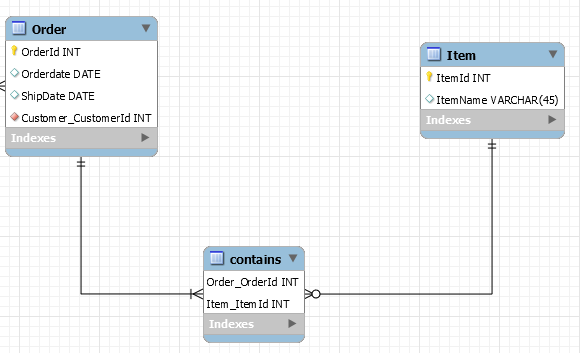 Order
OrderId INT
Orderdate DATE
ShipDate DATE
Customer_CustomerId INT
Indexes
Item
ItemId INT
ItemName VARCHAR(45)
Indexes
contains
Order_OrderId INT
Item_ItemId INT
Indexes